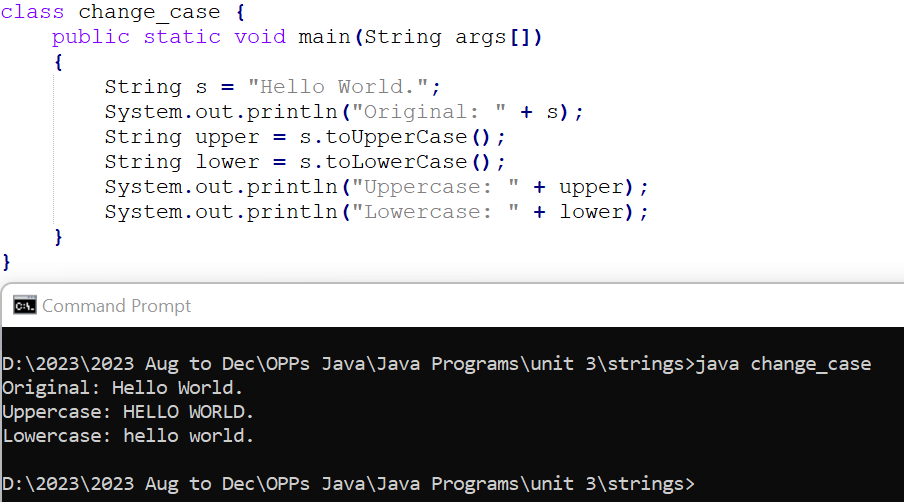 class change_case {
    public static void main(String args[])
    {
        String s = "Hello World.";
        System.out.println("Original: " + s);
        String upper = s.toUpperCase();
        String lower = s.toLowerCase();
        System.out.println("Uppercase: " + upper);
        System.out.println("Lowercase: " + lower);
    }
}
C:\. Command Prompt
D:\2023\2023 Aug to Dec\OPPs Java\Java Programs\unit 3\strings>java change_case
Original: Hello World.
Uppercase: HELLO WORLD.
Lowercase: hello world.
D:\2023\2023 Aug to Dec\OPPs Java\Java Programs\unit 3\strings>